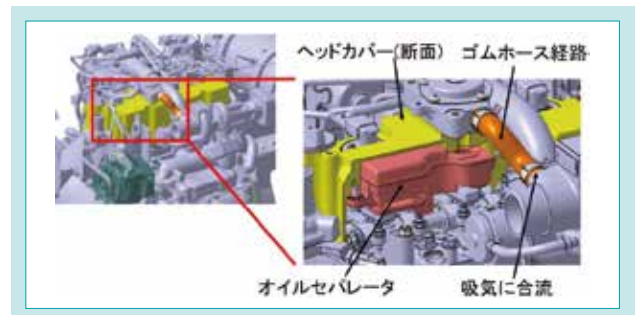 ヘッドカバー(断面)
ゴムホース経路
オイルセパレータ
吸気に合流